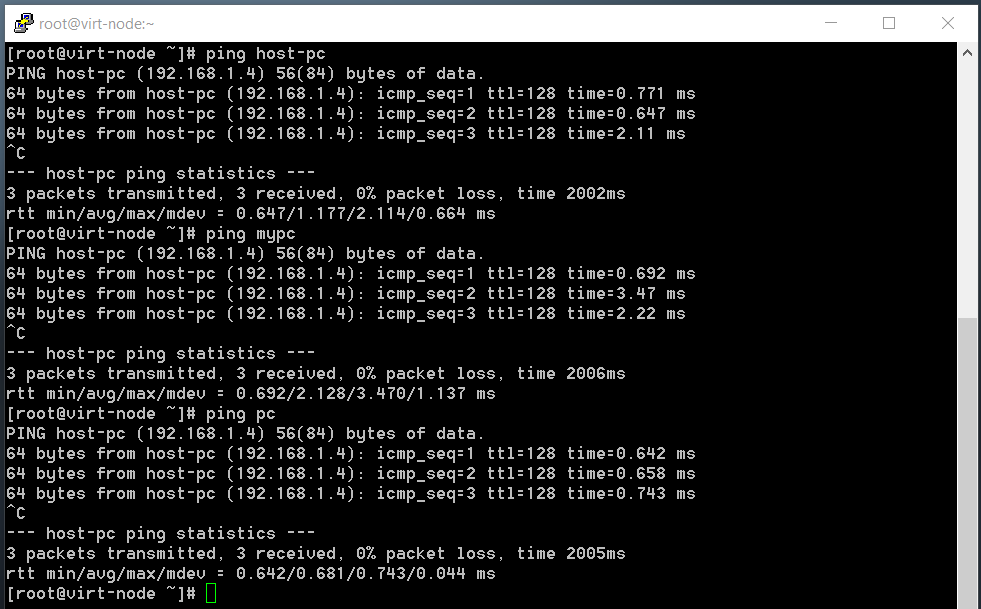 root@virt-node:~
[root@virt-node ~]# ping host-pc
PING host-pc (192.168.1.4) 56(84) bytes of data.
64 bytes from host-pc (192.168.1.4): icmp_seq=1 ttl=128 time=0.771 ms
64 bytes from host-pc (192.168.1.4): icmp_seq=2 ttl=128 time=0.647 ms
64 bytes from host-pc (192.168.1.4): icmp_seq=3 ttl=128 time=2.11 ms
^C
--- host-pc ping statistics ---
3 packets transmitted, 3 received, 0% packet loss, time 2002ms
rtt min/avg/max/mdev = 0.647/1.177/2.114/0.664 ms
[root@virt-node ~]# ping mypc
PING host-pc (192.168.1.4) 56(84) bytes of data.
64 bytes from host-pc (192.168.1.4): icmp_seq=1 ttl=128 time=0.692 ms
64 bytes from host-pc (192.168.1.4): icmp_seq=2 ttl=128 time=3.47 ms
64 bytes from host-pc (192.168.1.4): icmp_seq=3 ttl=128 time=2.22 ms
^C
--- host-pc ping statistics ---
3 packets transmitted, 3 received, 0% packet loss, time 2006ms
rtt min/avg/max/mdev = 0.692/2.128/3.470/1.137 ms
[root@virt-node ~]# ping pc
PING host-pc (192.168.1.4) 56(84) bytes of data.
64 bytes from host-pc (192.168.1.4): icmp_seq=1 ttl=128 time=0.642 ms
64 bytes from host-pc (192.168.1.4): icmp_seq=2 ttl=128 time=0.658 ms
64 bytes from host-pc (192.168.1.4): icmp_seq=3 ttl=128 time=0.743 ms
^C
--- host-pc ping statistics ---
3 packets transmitted, 3 received, 0% packet loss, time 2005ms
rtt min/avg/max/mdev = 0.642/0.681/0.743/0.044 ms
[root@virt-node ~]#